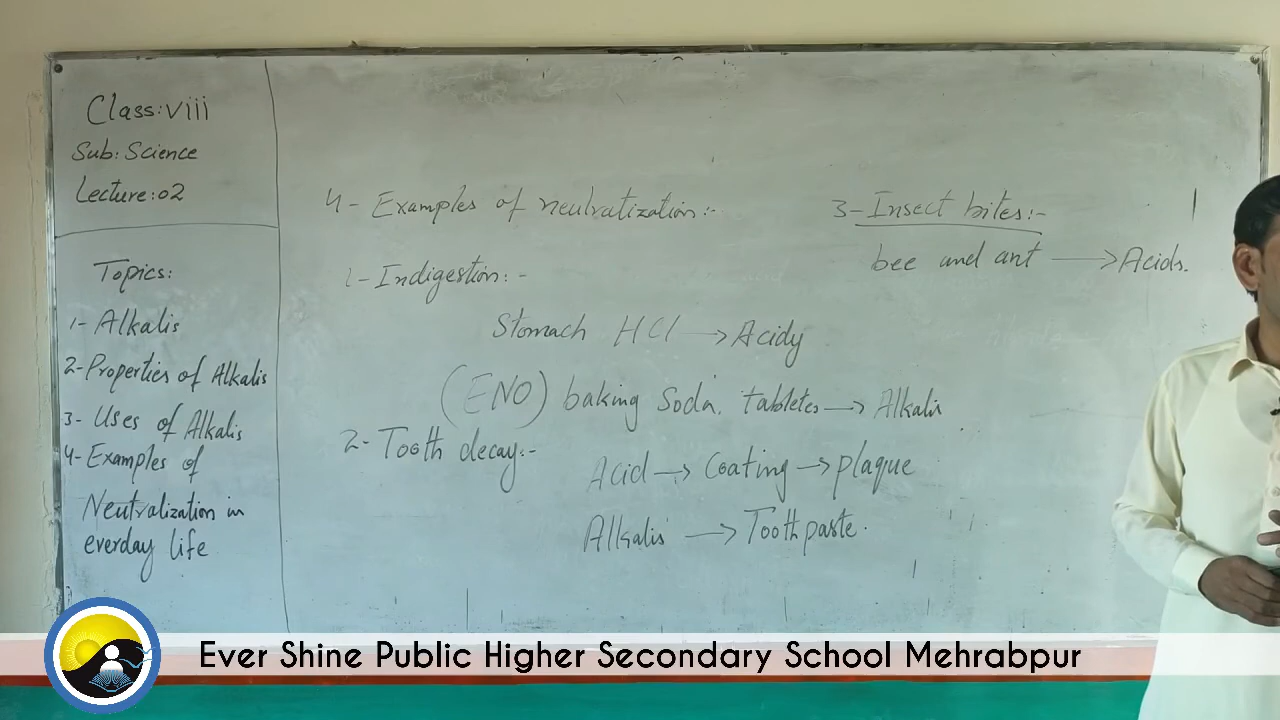 Class: viii
Sub: Science
Lecture: 02
Topics:
1- Alkalis
2- Properties of Alkalis
3- Uses of Alkalis
4- Examples of
Neutralization in
everday life
4- Examples of neutratization:-
1- Indigestion:-
Stomach HCl → Acidy
(ENO) baking Soda, tabletes → Alkalis
2- Tooth decay:-
Acid → Coating → plaque
Alkalis → Tooth paste.
3- Insect bites:-
bee and ant → Acids.
Ever Shine Public Higher Secondary School Mehrabpur